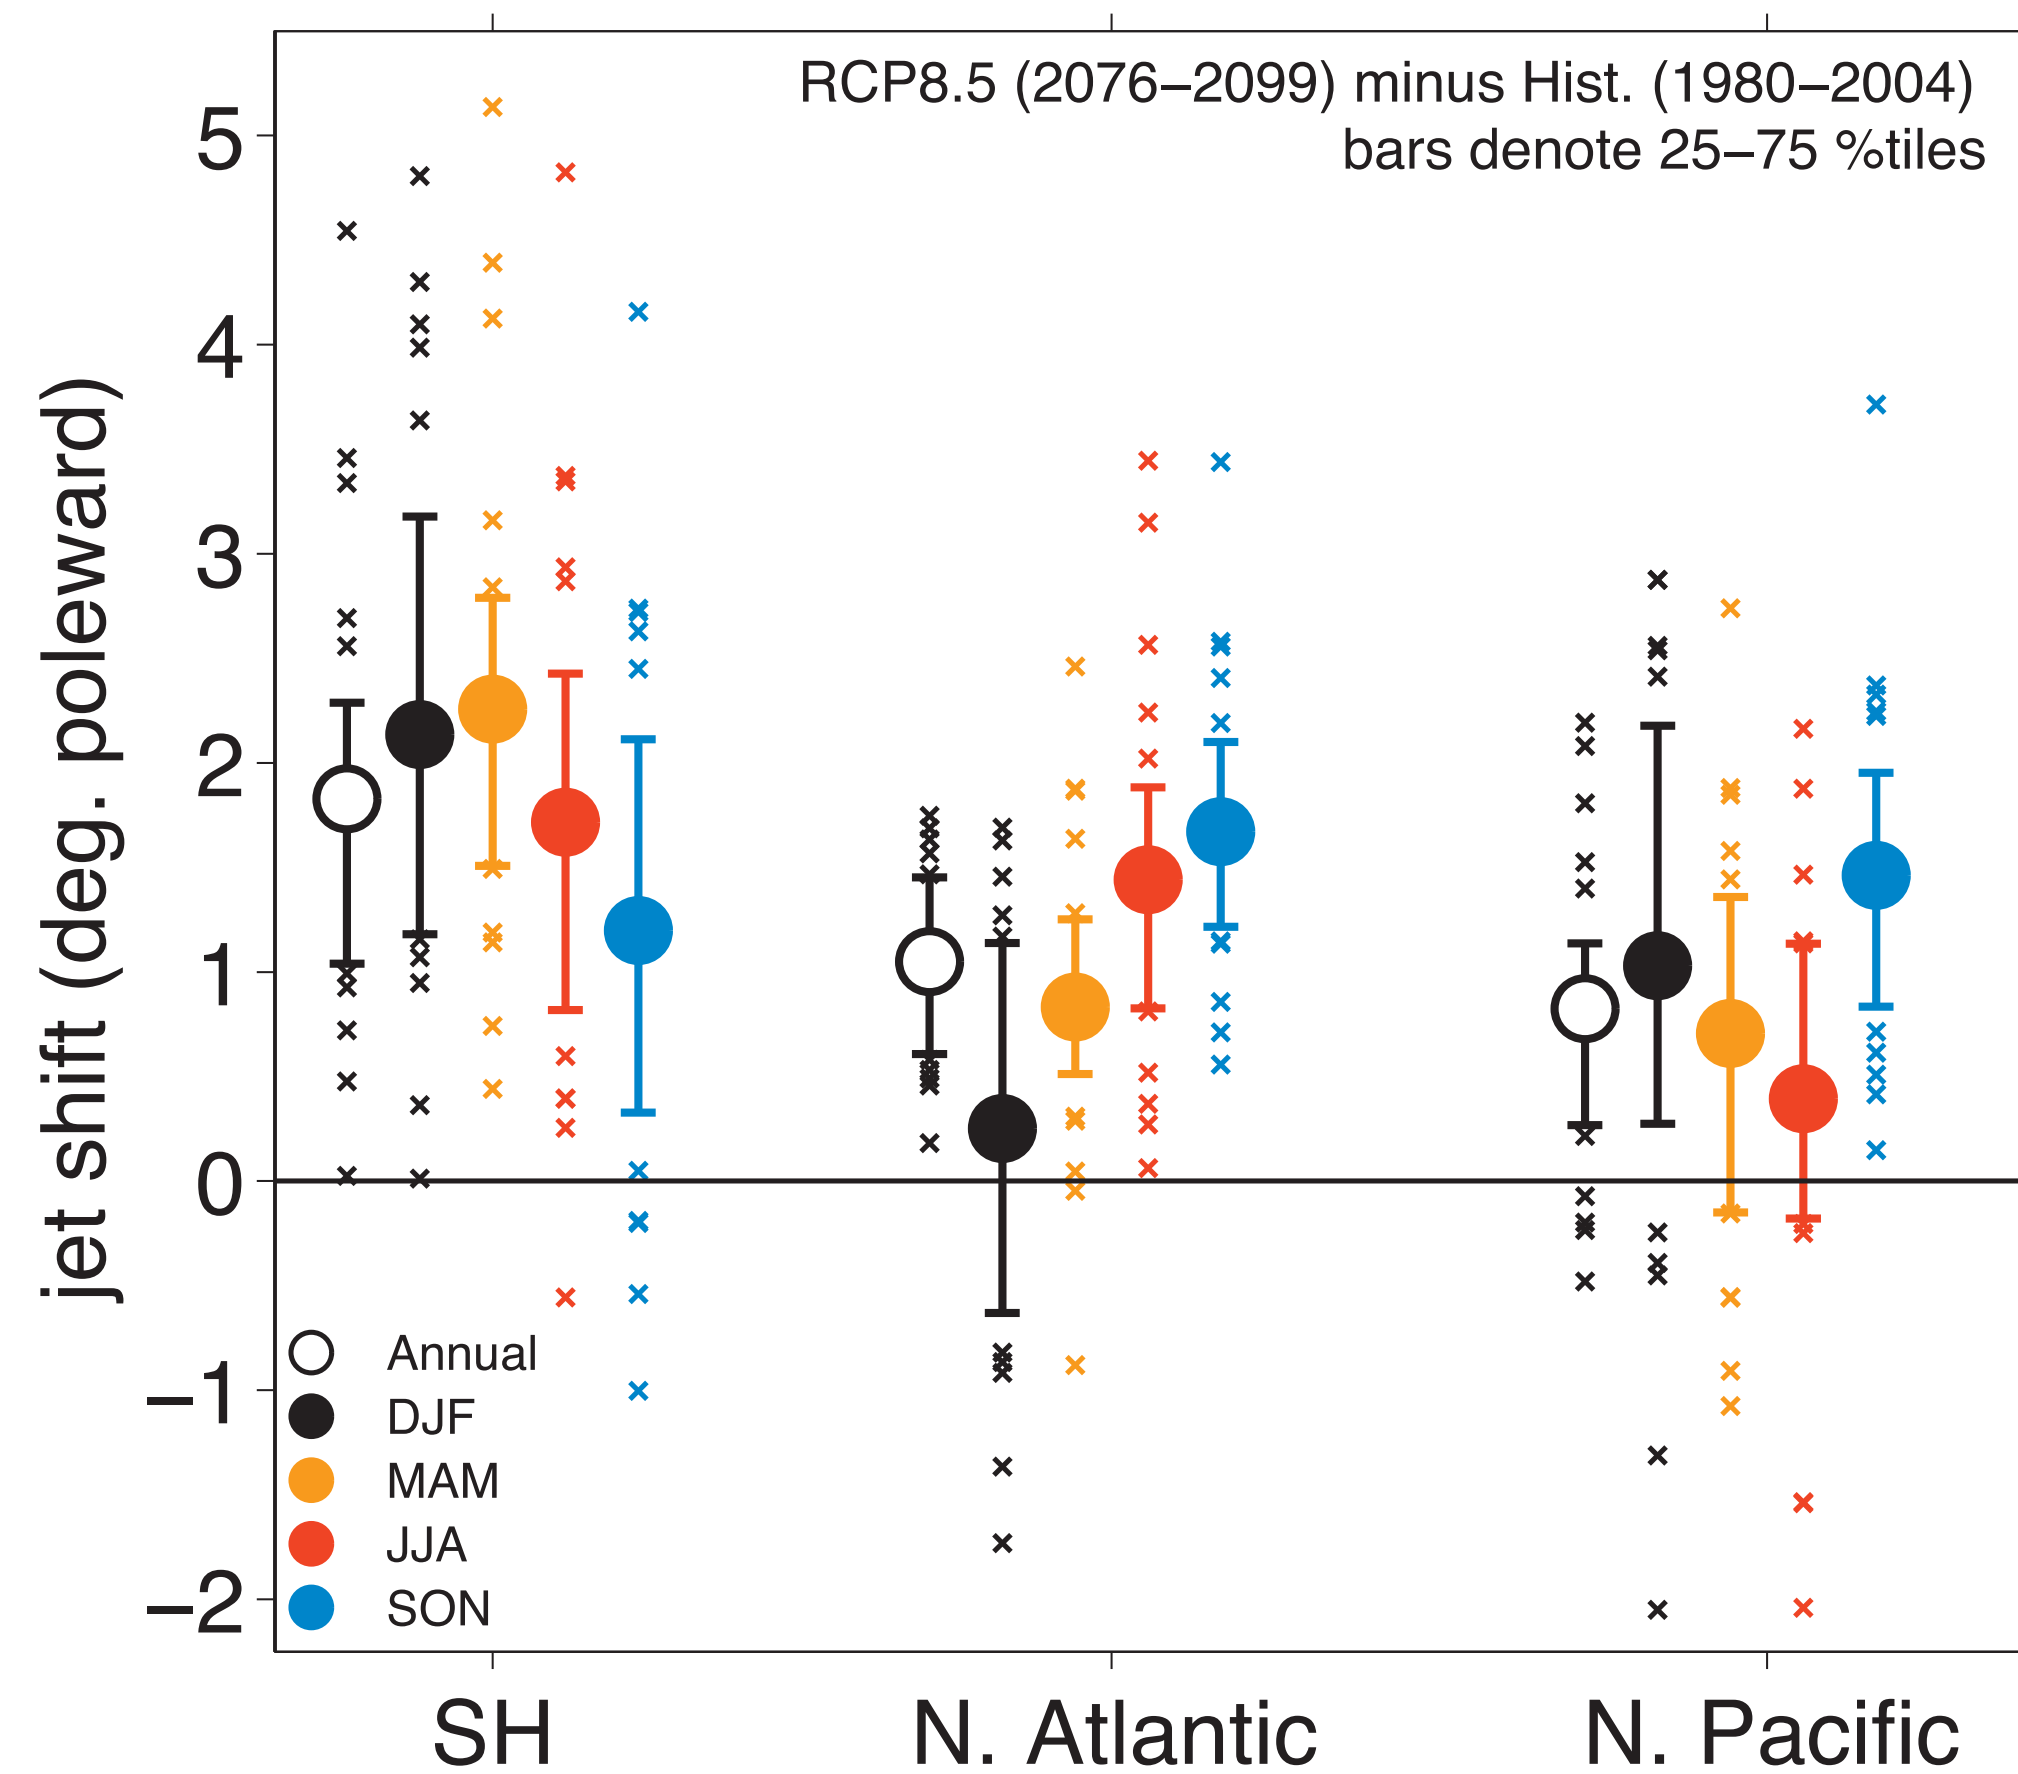 RCP8.5 (2076–2099) minus Hist. (1980–2004)
bars denote 25–75 %tiles
jet shift (deg. poleward)
5
4
3
2
1
0
−1
−2
Annual
DJF
MAM
JJA
SON
SH
N. Atlantic
N. Pacific